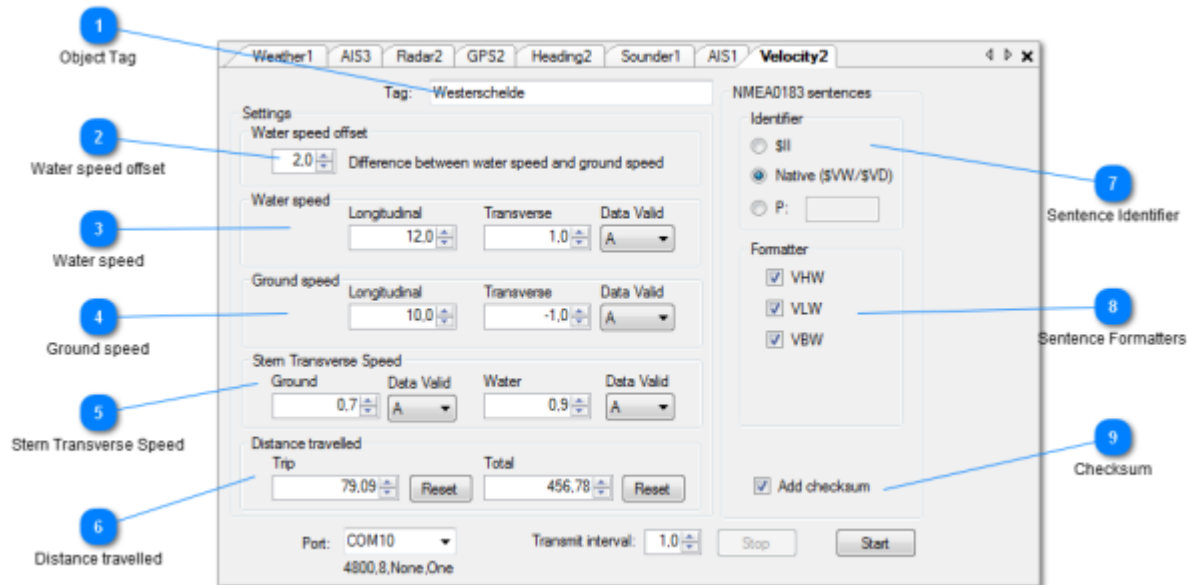 1
Object Tag
2
Water speed offset
3
Water speed
4
Ground speed
5
Stern Transverse Speed
6
Distance travelled
Weather1 AIS3 Radar2 GPS2 Heading2 Sounder1 AIS1 Velocity2
Tag: Westerschelde
Settings
Water speed offset
2,0 Difference between water speed and ground speed
Water speed
Longitudinal Transverse Data Valid
12,0 1,0 A
Ground speed
Longitudinal Transverse Data Valid
10,0 -1,0 A
Stern Transverse Speed
Ground Data Valid Water Data Valid
0,7 A 0,9 A
Distance travelled
Trip Total
79,09 Reset 456,78 Reset
Port: COM10 Transmit interval: 1,0 Stop Start
4800,8,None,One
NMEA0183 sentences
Identifier
$II
Native ($VW/$VD)
P:
Formatter
VHW
VLW
VBW
Add checksum
7
Sentence Identifier
8
Sentence Formatters
9
Checksum